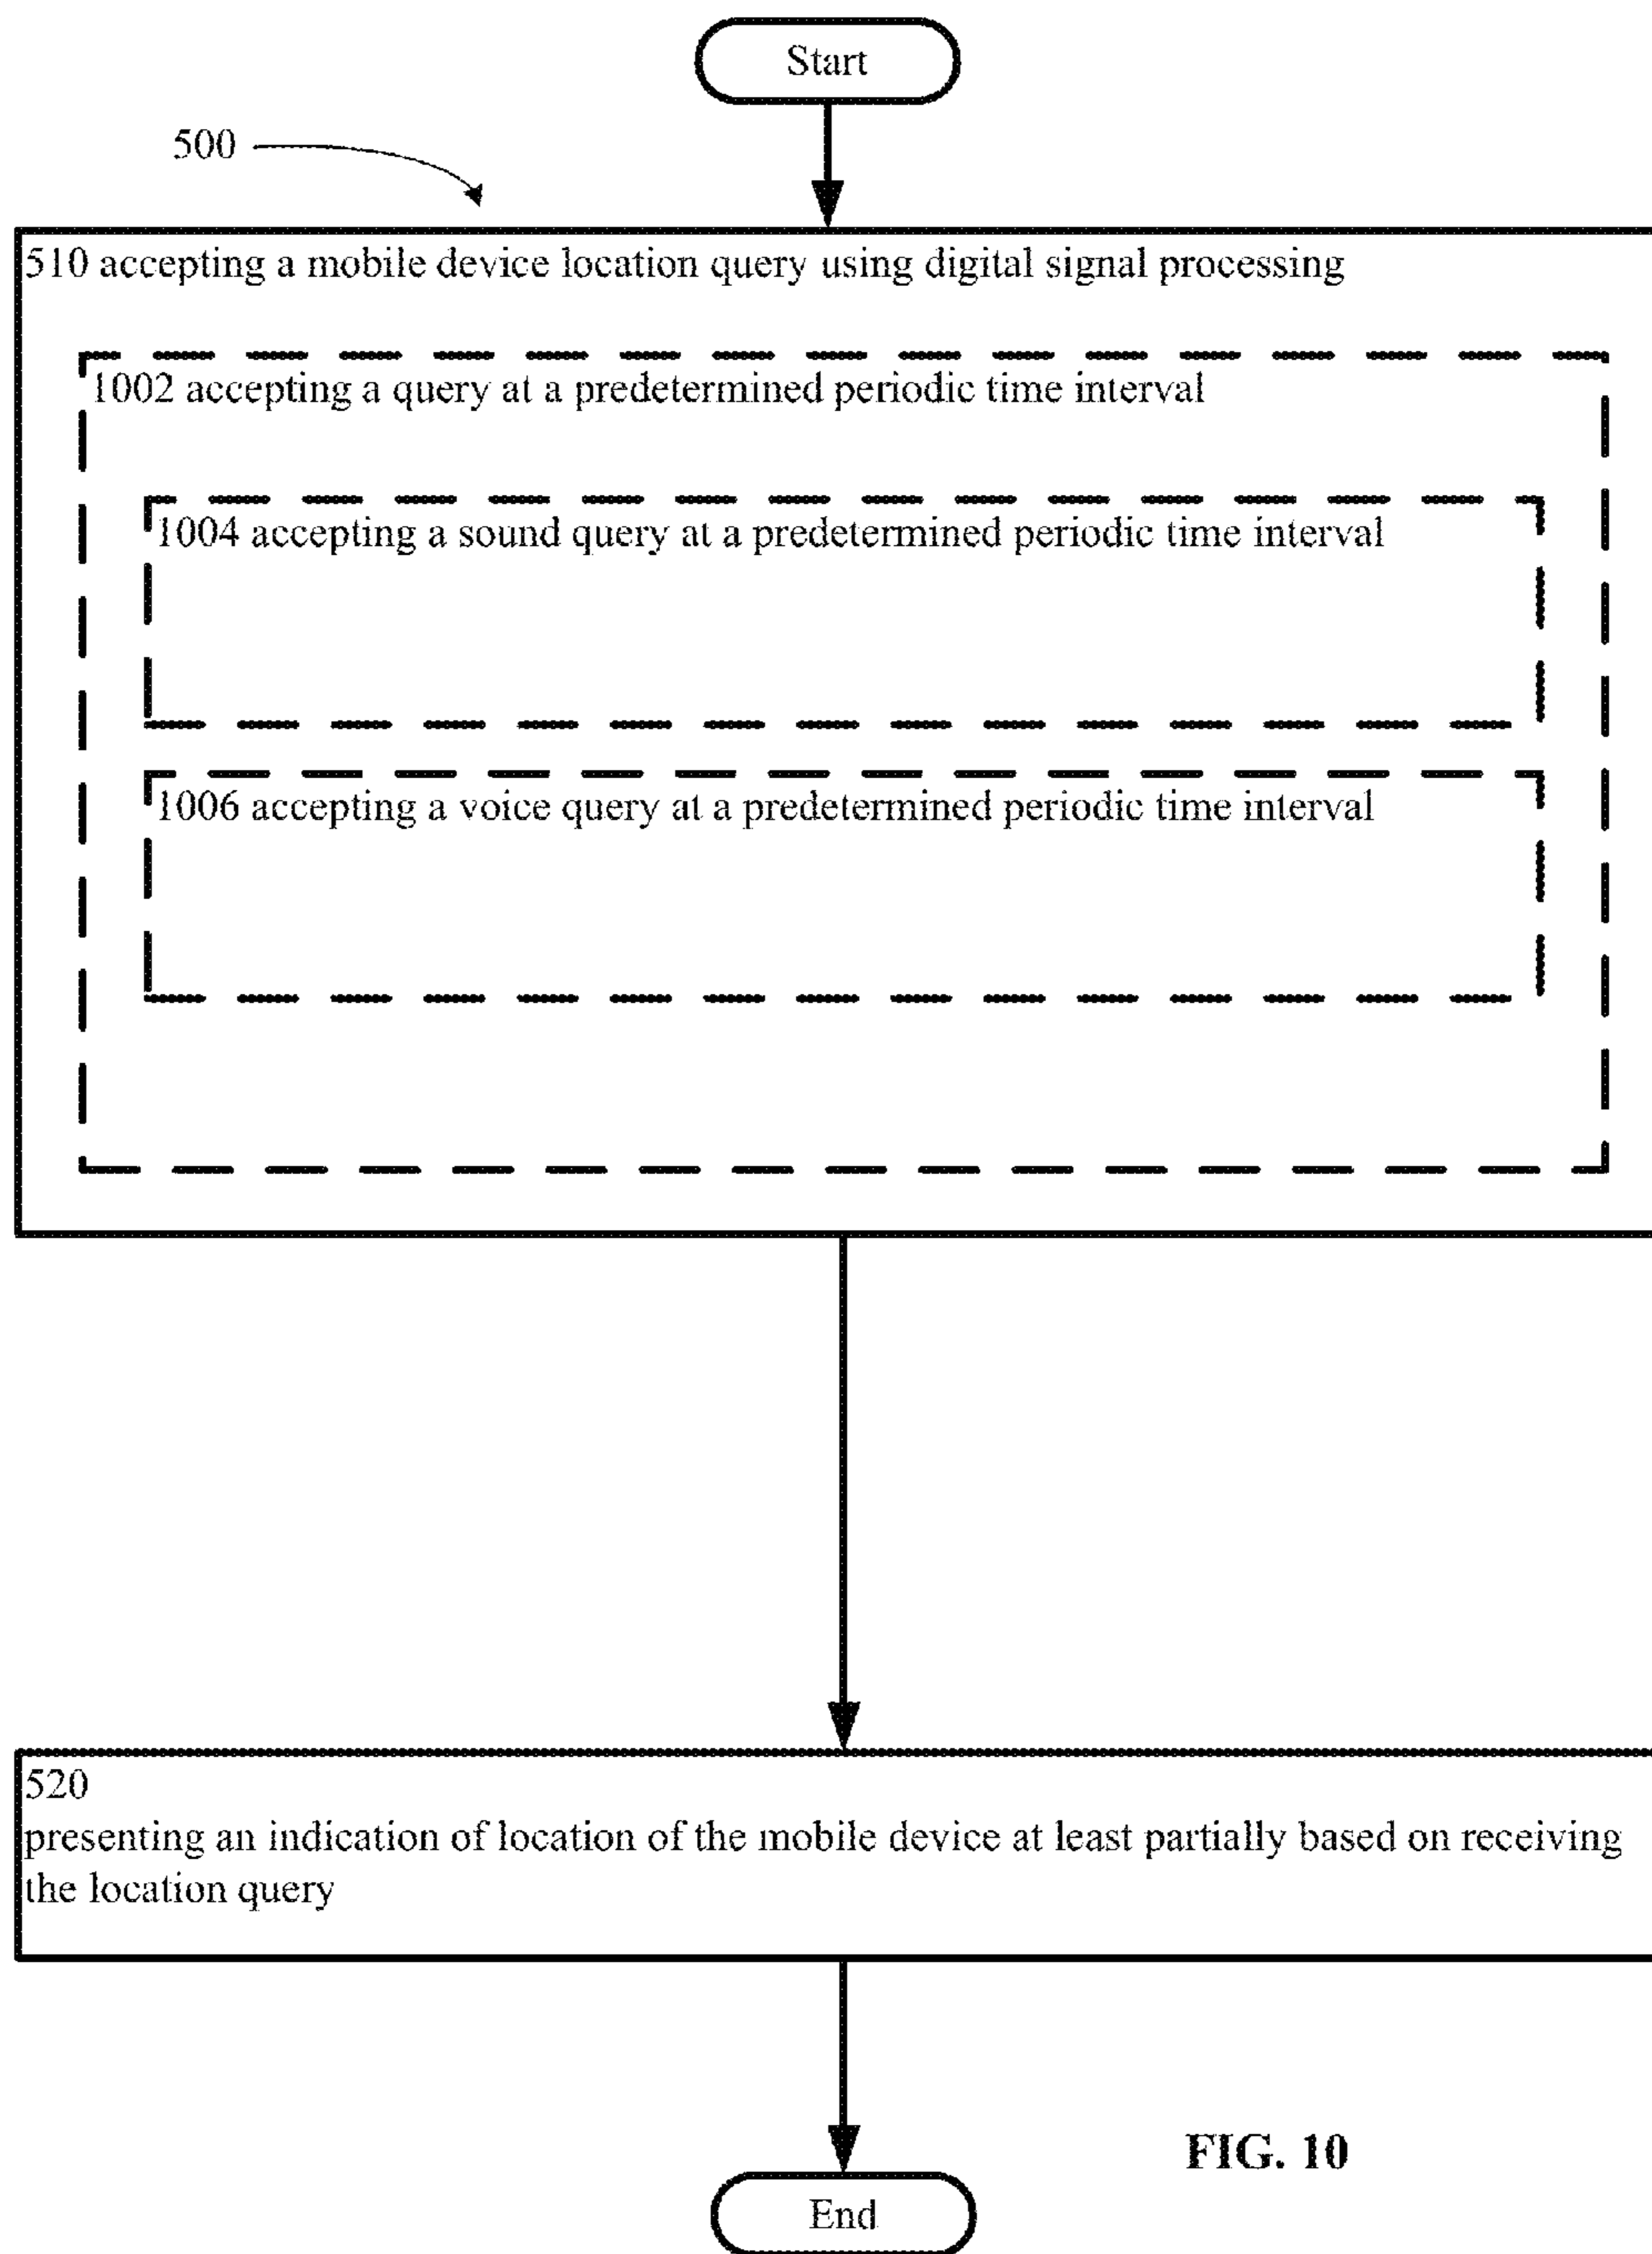 Start
500
510 accepting a mobile device location query using digital signal processing
1002 accepting a query at a predetermined periodic time interval
1004 accepting a sound query at a predetermined periodic time interval
1006 accepting a voice query at a predetermined periodic time interval
520
presenting an indication of location of the mobile device at least partially based on receiving
the location query
FIG. 10
End